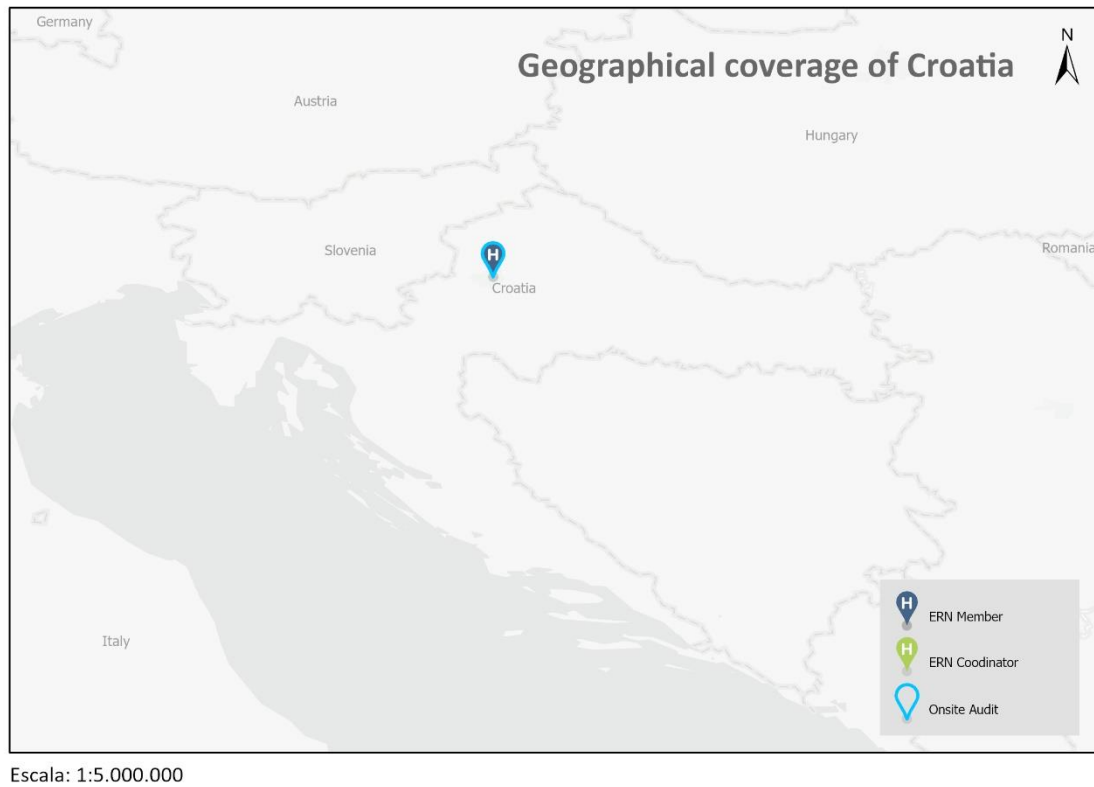 Germany
Geographical coverage of Croatia
N
Austria
Hungary
Slovenia
Romania
H
Croatia
Italy
H ERN Member
H ERN Coodinator
Onsite Audit
Escala: 1:5.000.000